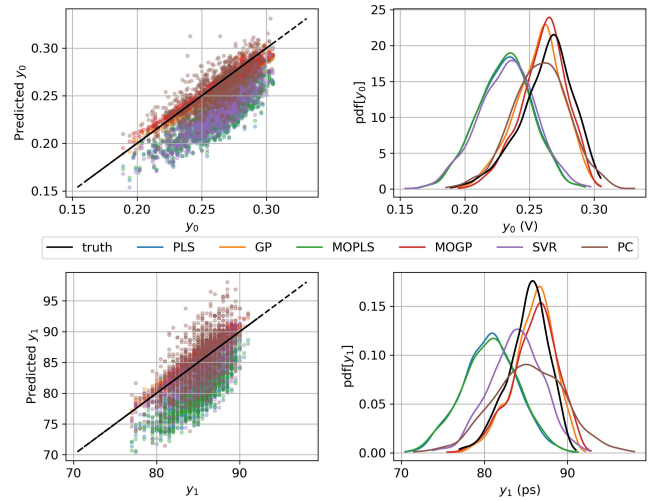 0.30
0.25
0.20
0.15
Predicted y₀
0.15 0.20 0.25 0.30
y₀
25
20
15
10
5
0
pdf[y₀]
0.15 0.20 0.25 0.30
y₀ (V)
truth PLS GP MOPLS MOGP SVR PC
95
90
85
80
75
70
Predicted y₁
70 80 90
y₁
0.15
0.10
0.05
0.00
pdf[y₁]
70 80 90
y₁ (ps)